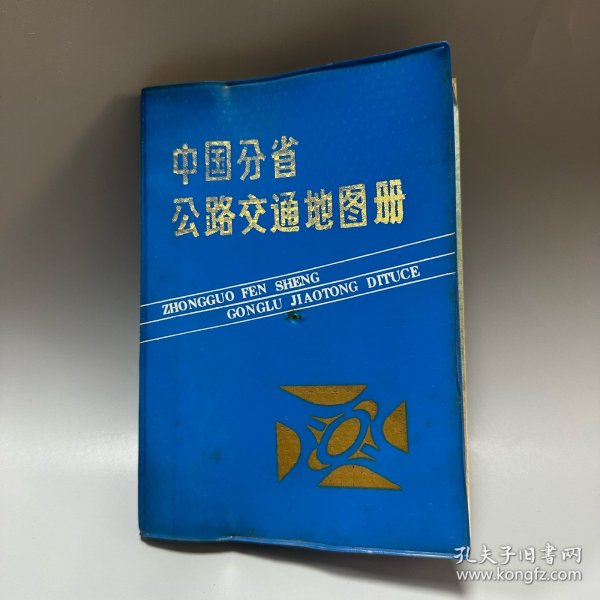 中国分省
公路交通地图册
ZHONGGUO FEN SHENG
GONGLU JIAOTONG DITUCE
孔夫子旧书网
www.kongfz.com